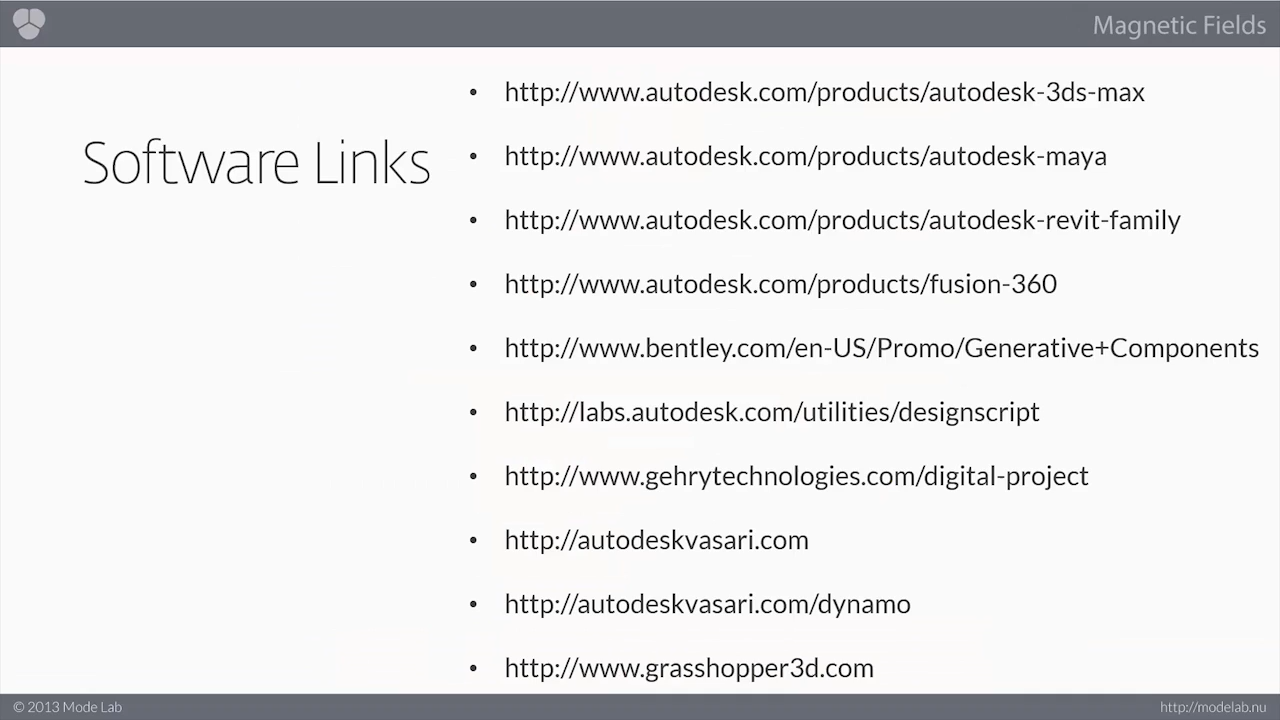 Magnetic Fields
Software Links
• http://www.autodesk.com/products/autodesk-3ds-max
• http://www.autodesk.com/products/autodesk-maya
• http://www.autodesk.com/products/autodesk-revit-family
• http://www.autodesk.com/products/fusion-360
• http://www.bentley.com/en-US/Promo/Generative+Components
• http://labs.autodesk.com/utilities/designscript
• http://www.gehrytechnologies.com/digital-project
• http://autodeskvasari.com
• http://autodeskvasari.com/dynamo
• http://www.grasshopper3d.com
© 2013 Mode Lab
http://modelab.nu